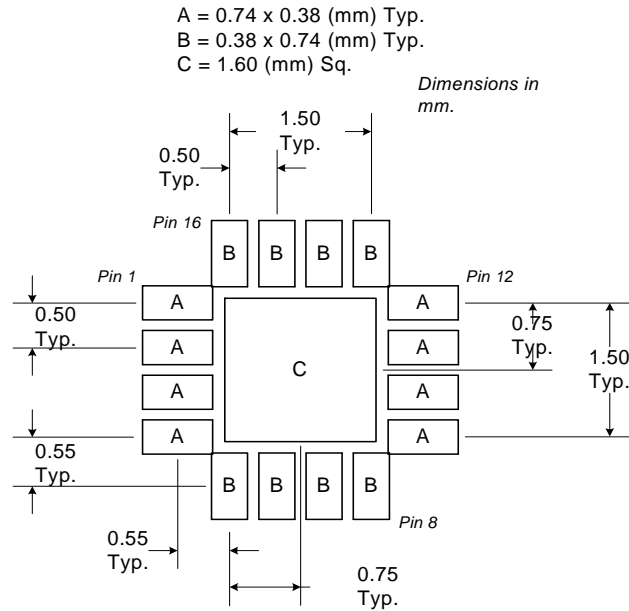 A = 0.74 x 0.38 (mm) Typ.
B = 0.38 x 0.74 (mm) Typ.
C = 1.60 (mm) Sq.
Dimensions in
mm.
1.50
Typ.
0.50
Typ.
Pin 16
B
B
B
B
Pin 1
Pin 12
A
A
0.50
Typ.
0.75
Typ.
A
A
1.50
Typ.
C
A
A
A
A
0.55
Typ.
B
B
B
B
Pin 8
0.55
Typ.
0.75
Typ.